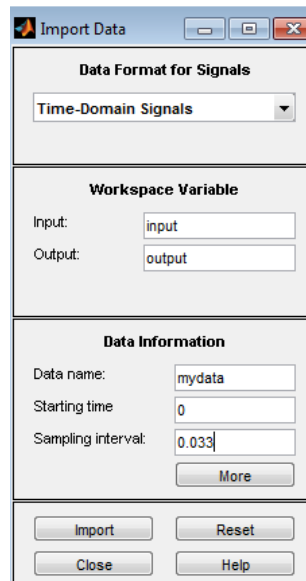 Import Data
Data Format for Signals
Time-Domain Signals
Workspace Variable
Input: input
Output: output
Data Information
Data name: mydata
Starting time 0
Sampling interval: 0.033
More
Import Reset
Close Help